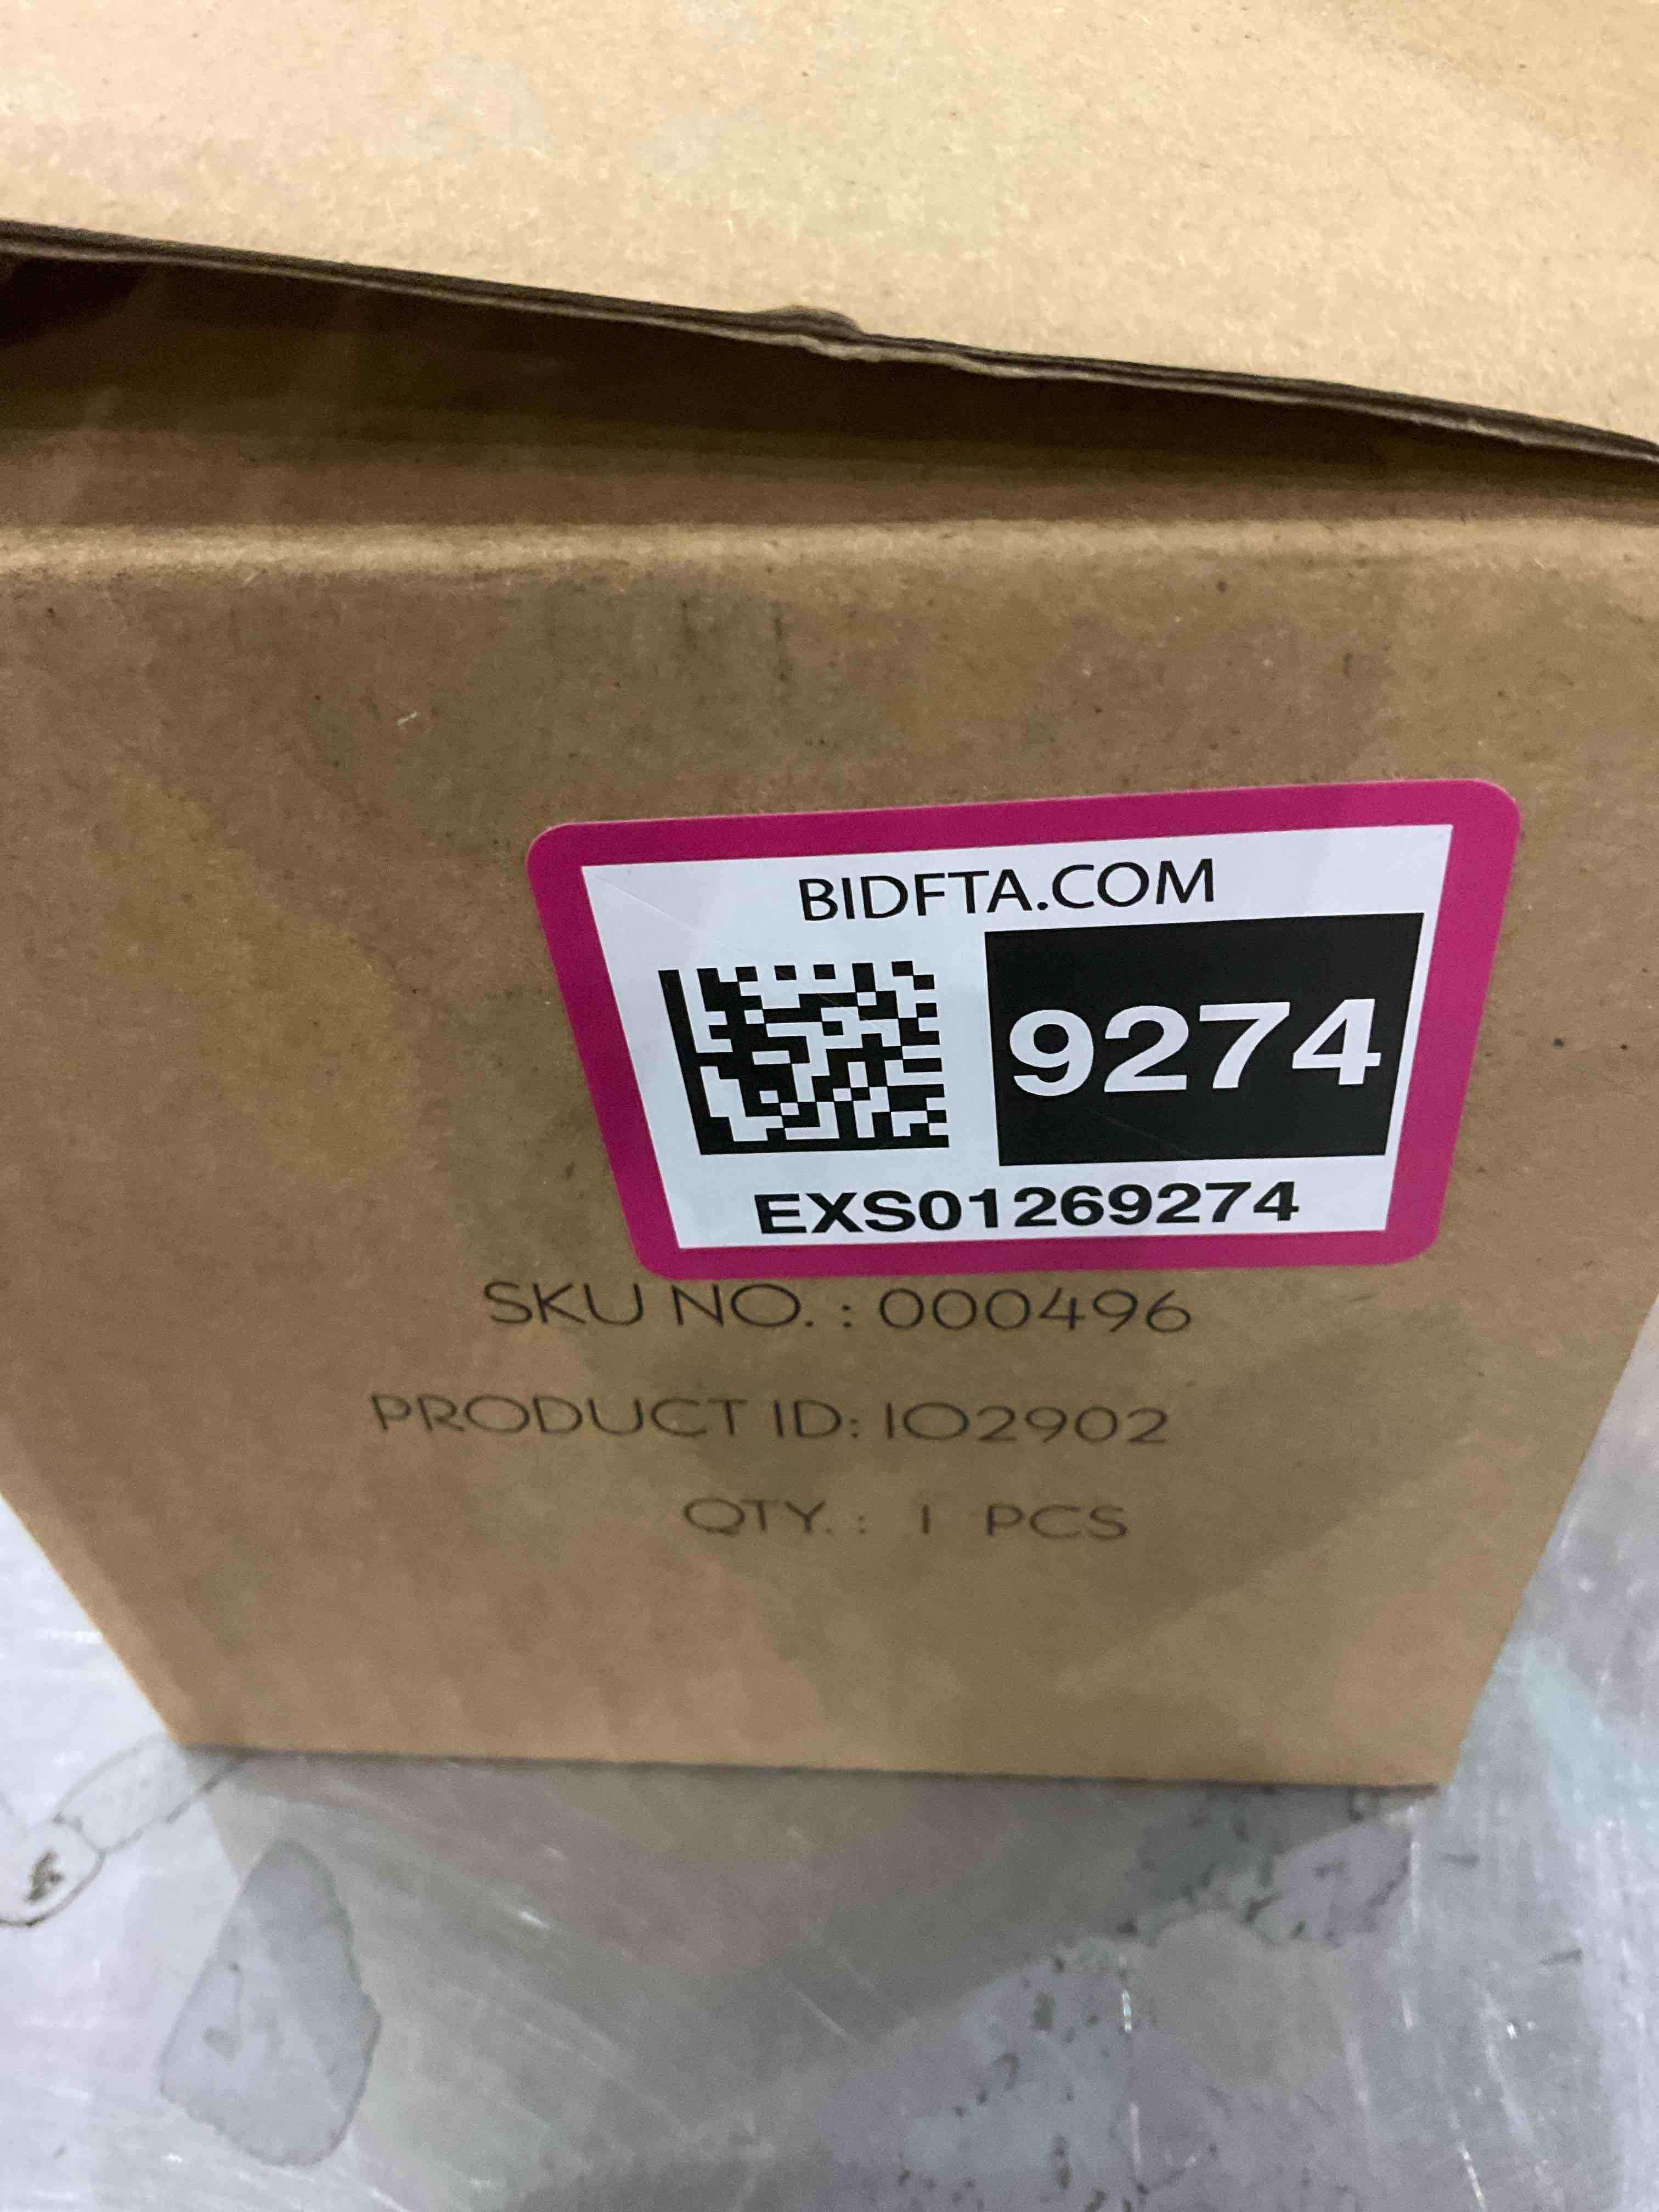 BIDFTA.COM
9274
EXS01269274
SKU NO. : 000496
PRODUCT ID: IO2902
QTY. : 1 PCS